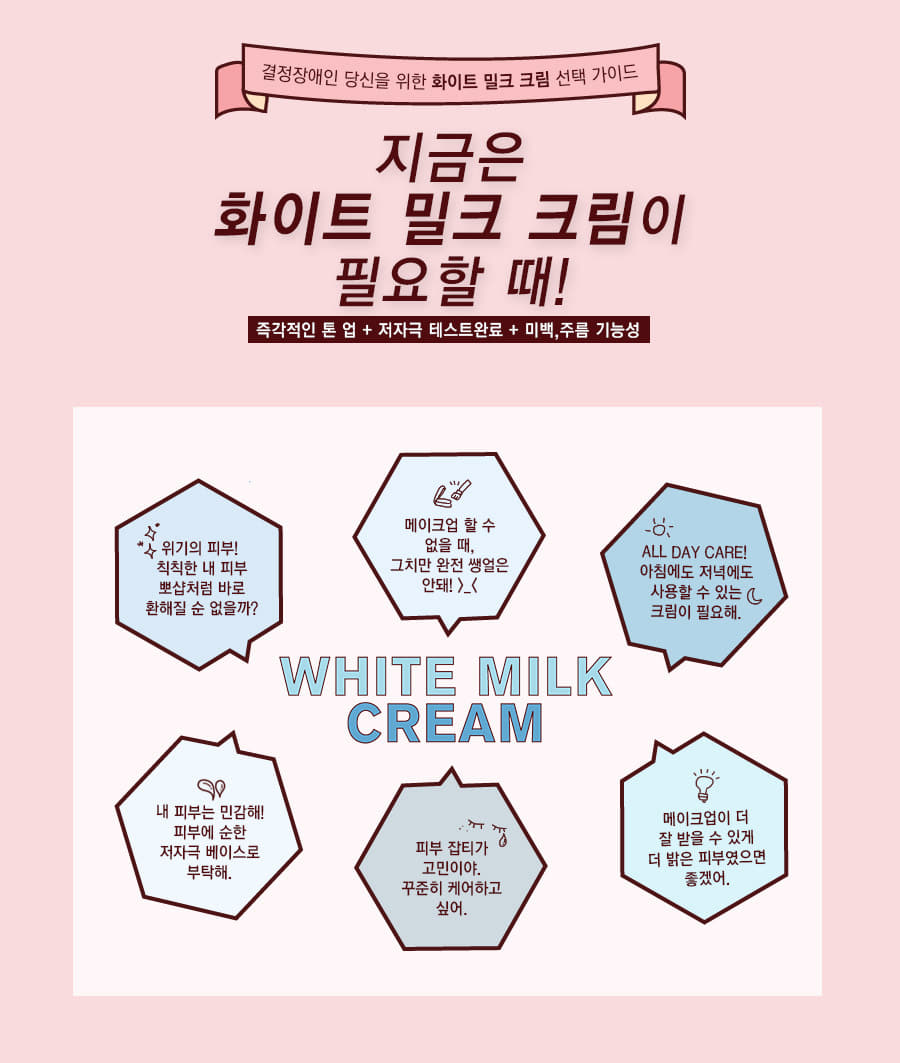 결정장애인 당신을 위한 화이트 밀크 크림 선택 가이드
지금은
화이트 밀크 크림이
필요할 때!
즉각적인 톤 업 + 저자극 테스트완료 + 미백,주름 기능성
위기의 피부!
칙칙한 내 피부
뽀샵처럼 바로
환해질 순 없을까?
메이크업 할 수
없을 때,
그치만 완전 쌩얼은
안돼! >_<
ALL DAY CARE!
아침에도 저녁에도
사용할 수 있는
크림이 필요해.
WHITE MILK
CREAM
내 피부는 민감해!
피부에 순한
저자극 베이스로
부탁해.
피부 잡티가
고민이야.
꾸준히 케어하고
싶어.
메이크업이 더
잘 받을 수 있게
더 밝은 피부였으면
좋겠어.